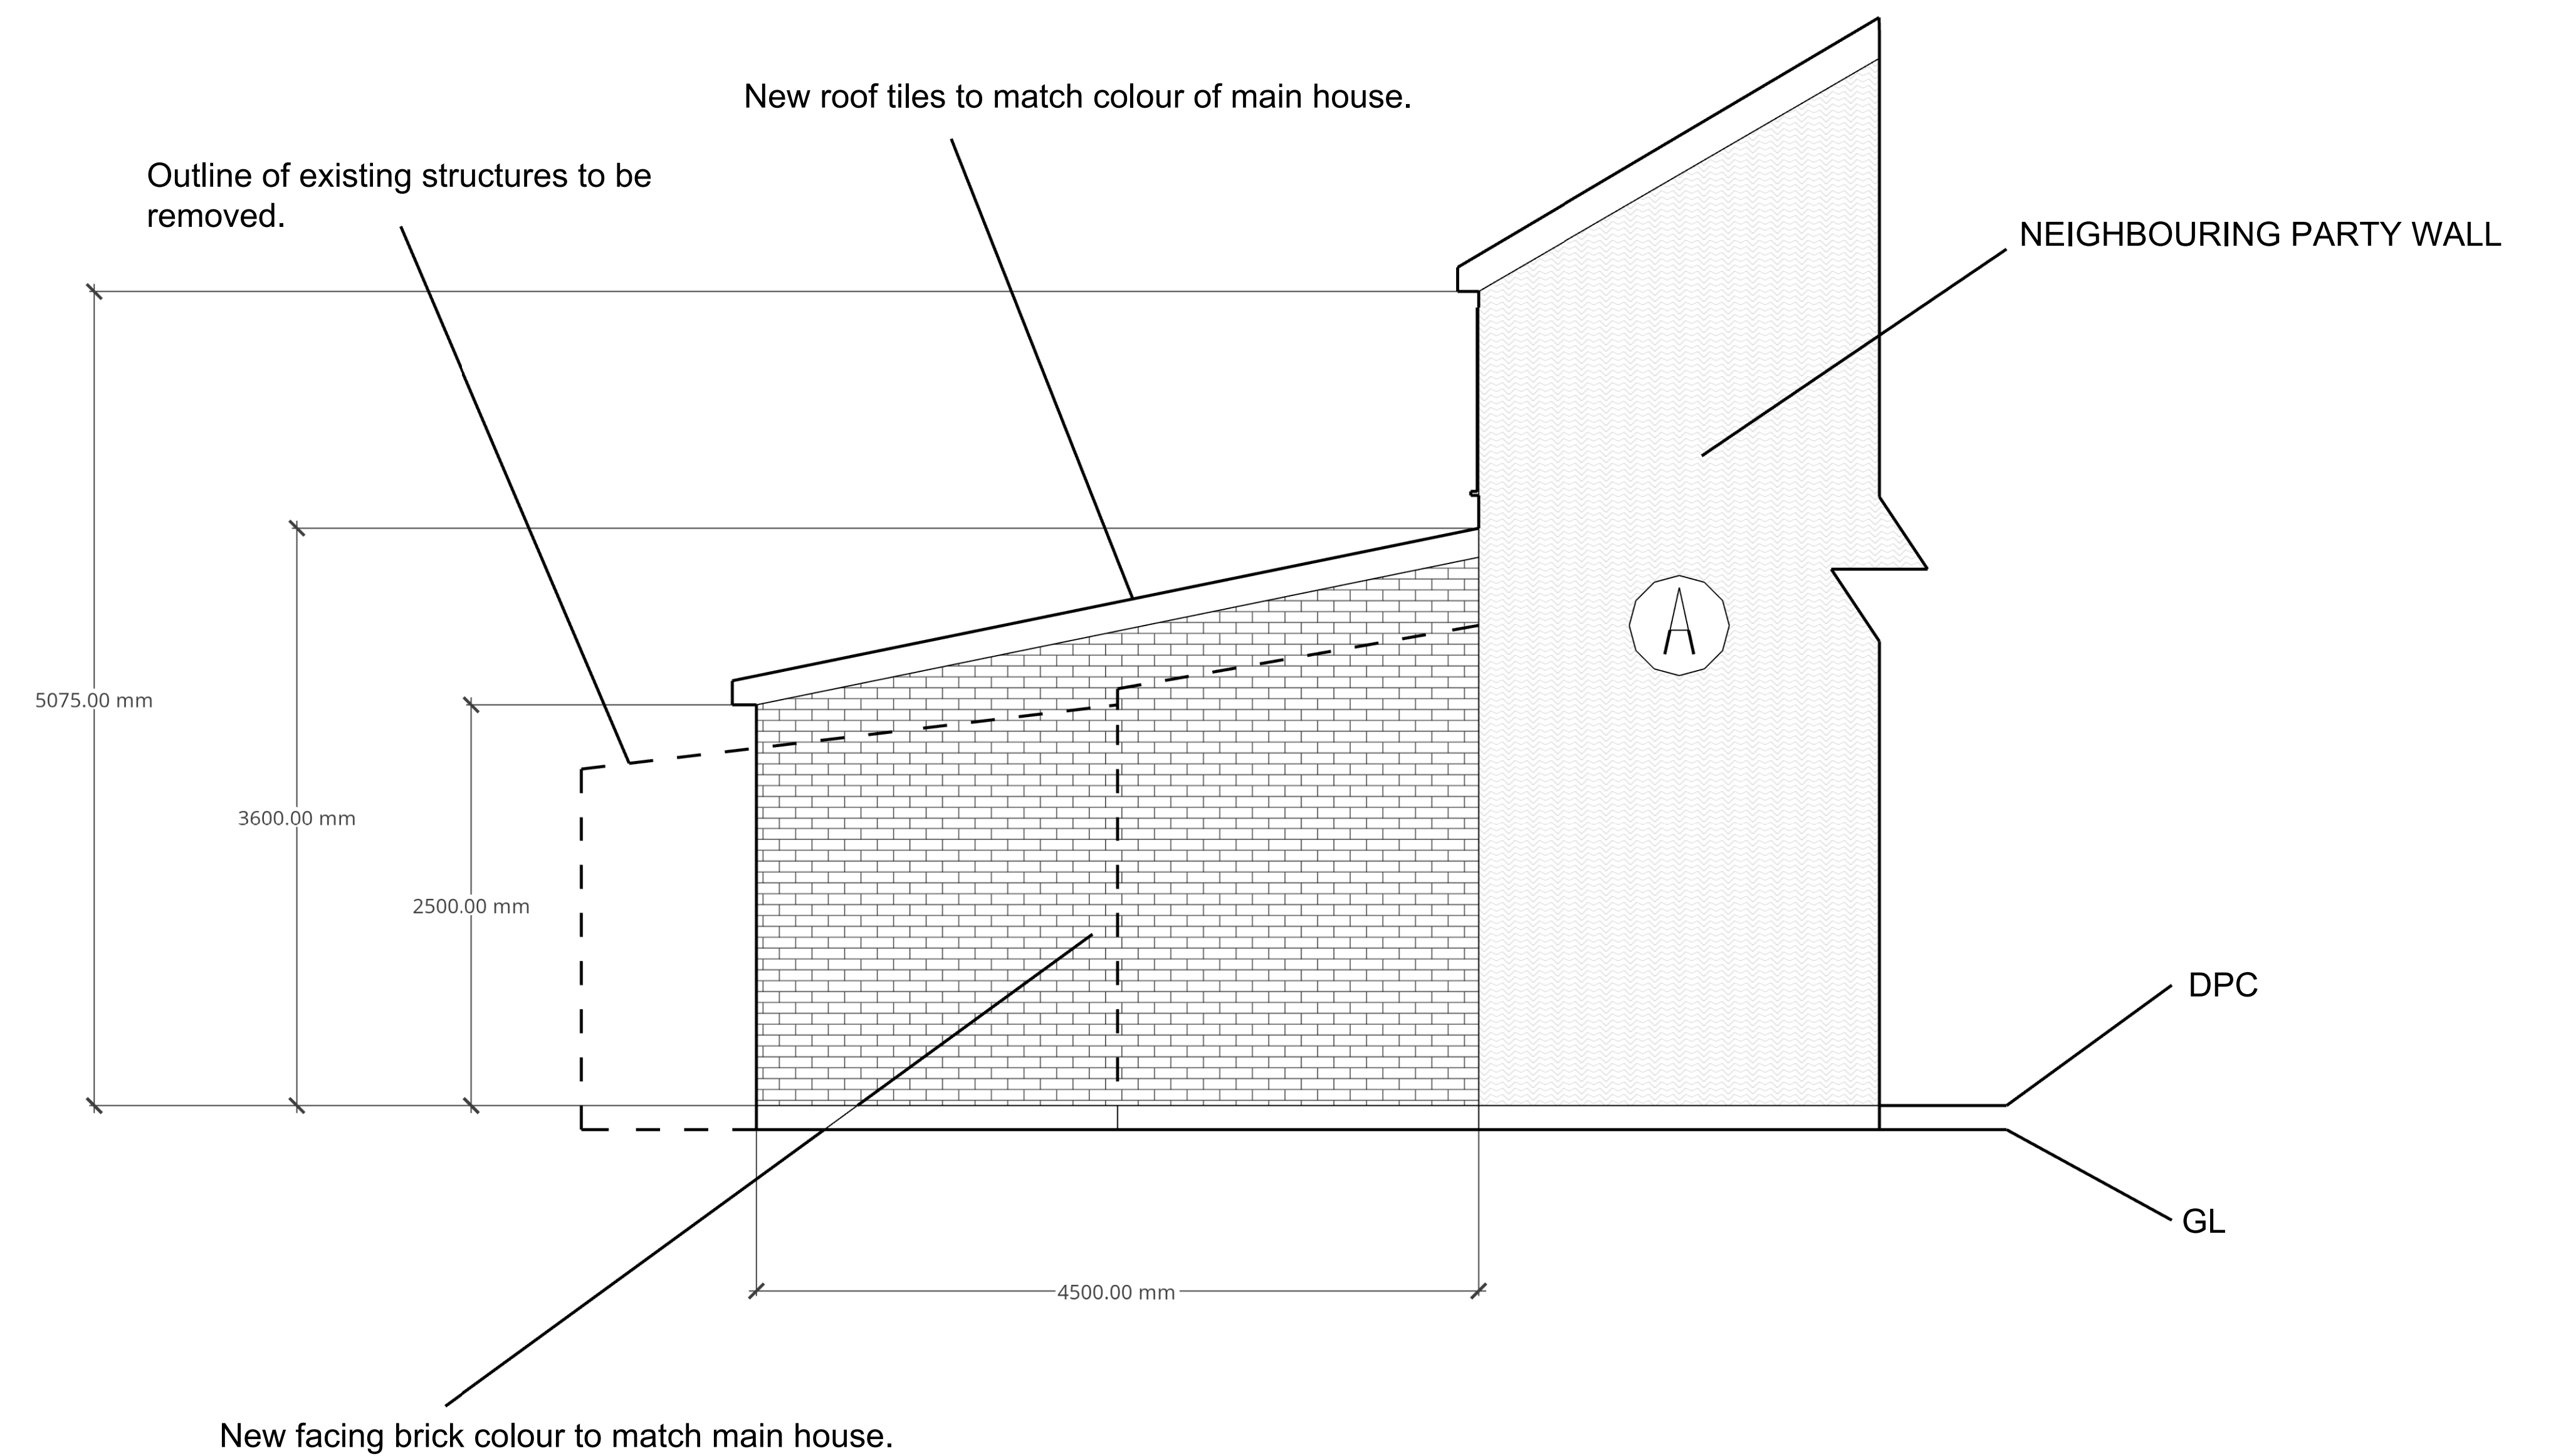 New roof tiles to match colour of main house.
Outline of existing structures to be
removed.
NEIGHBOURING PARTY WALL
A
5075.00 mm
3600.00 mm
2500.00 mm
DPC
GL
4500.00 mm
New facing brick colour to match main house.